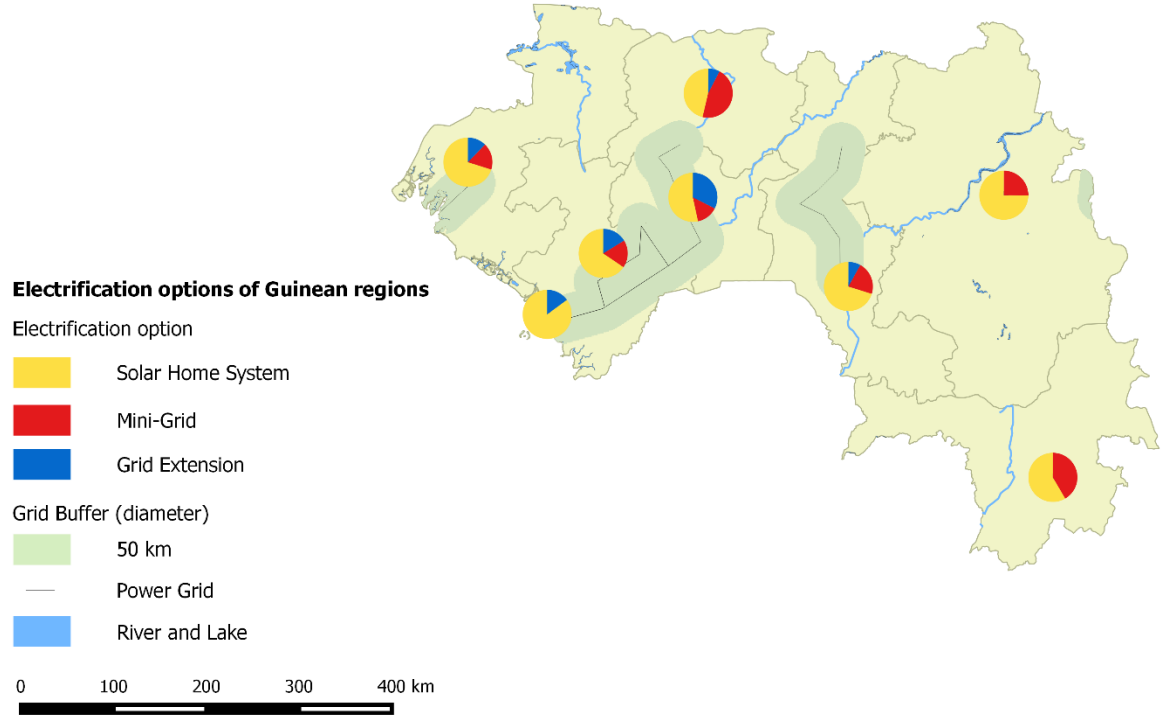 Electrification options of Guinean regions
Electrification option
Solar Home System
Mini-Grid
Grid Extension
Grid Buffer (diameter)
50 km
Power Grid
River and Lake
0 100 200 300 400 km